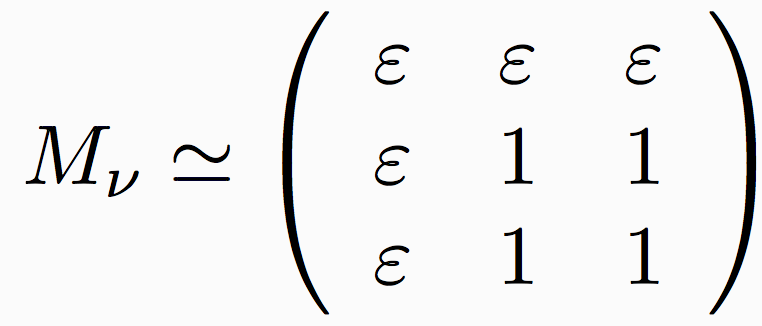 ε ε ε
M_ν ≃ ε 1 1
ε 1 1